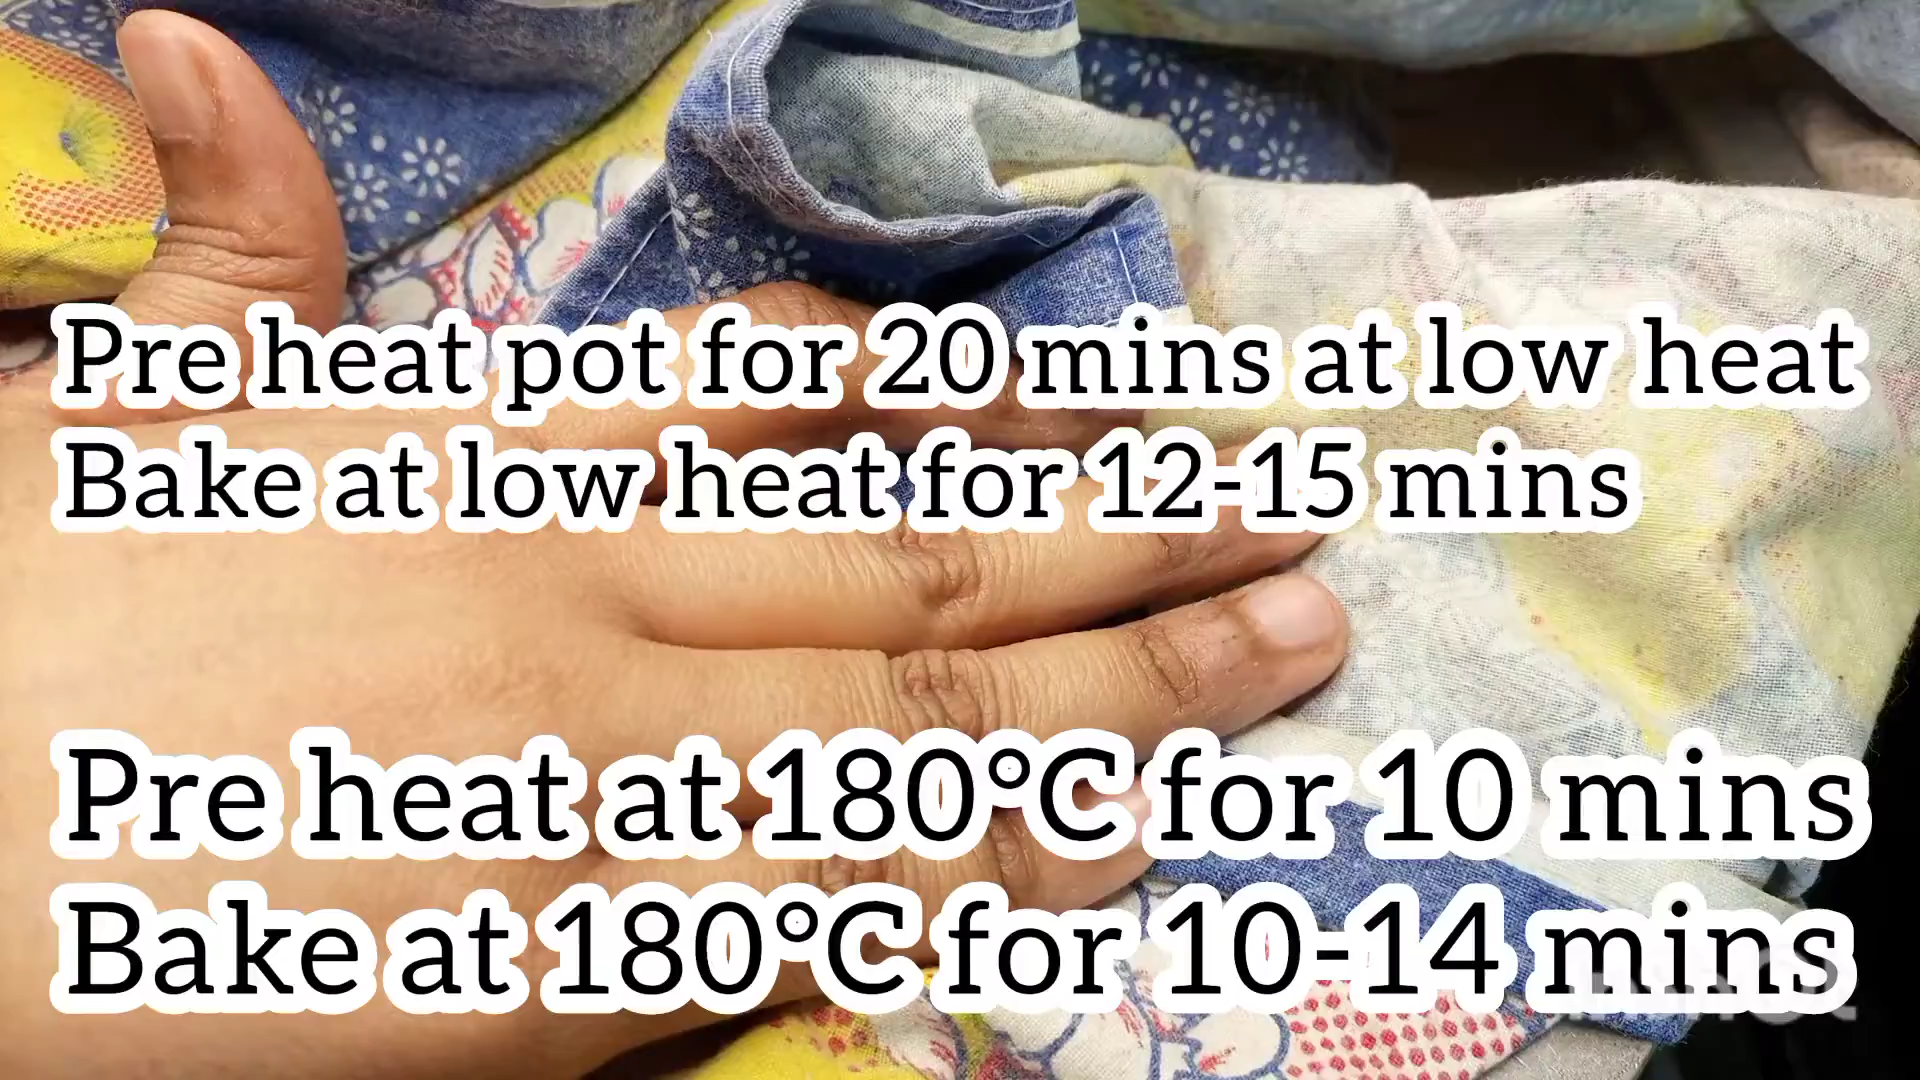 Pre heat pot for 20 mins at low heat
Bake at low heat for 12-15 mins
Pre heat at 180°C for 10 mins
Bake at 180°C for 10-14 mins